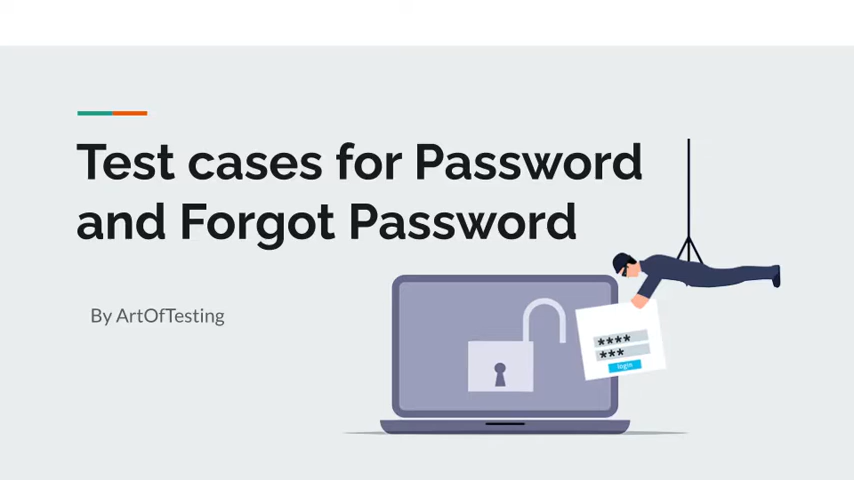 Test cases for Password
and Forgot Password
By ArtOfTesting
****
***
login